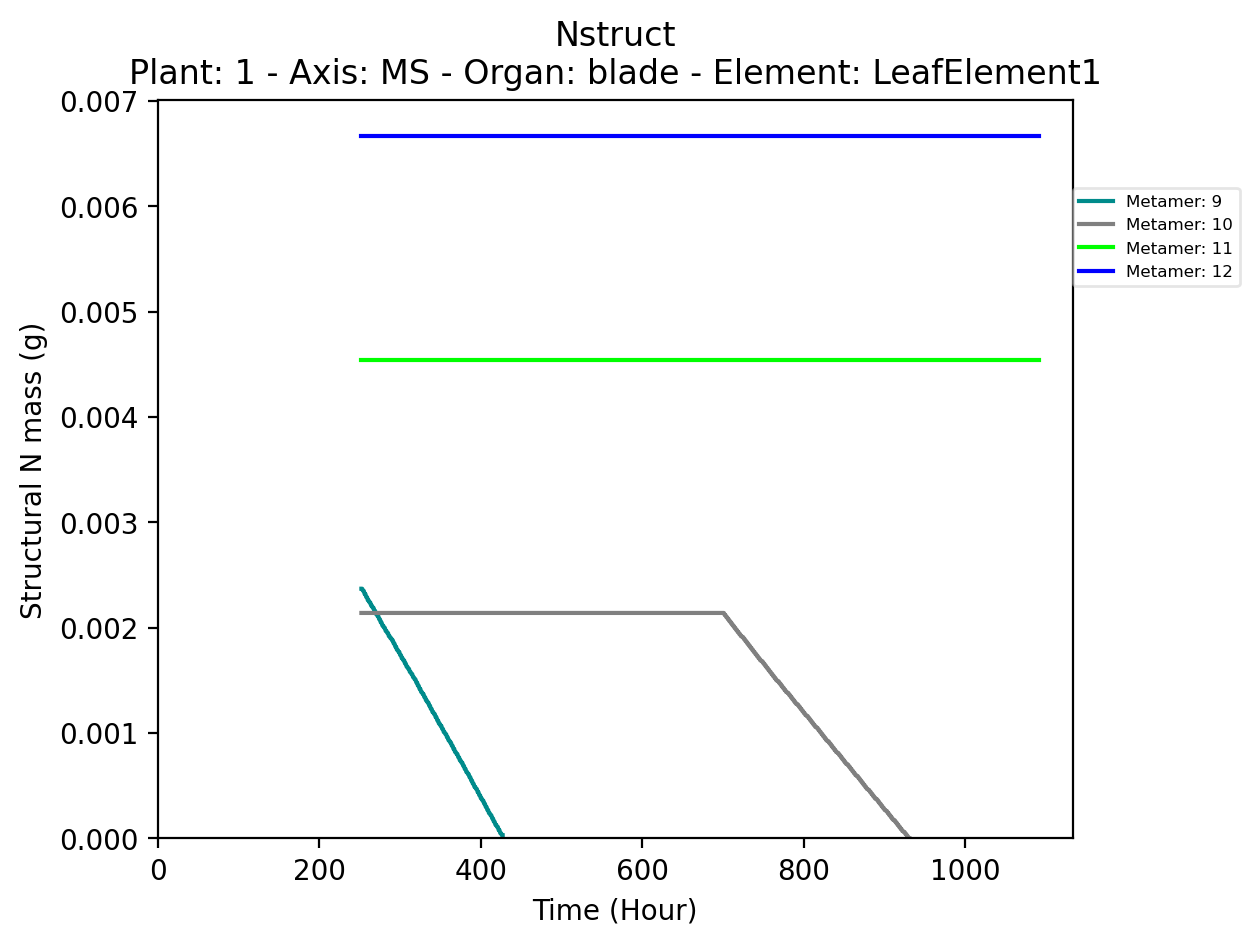 Nstruct
Plant: 1 - Axis: MS - Organ: blade - Element: LeafElement1
0.007
0.006
0.005
0.004
0.003
0.002
0.001
0.000
Structural N mass (g)
Metamer: 9
Metamer: 10
Metamer: 11
Metamer: 12
0 200 400 600 800 1000
Time (Hour)